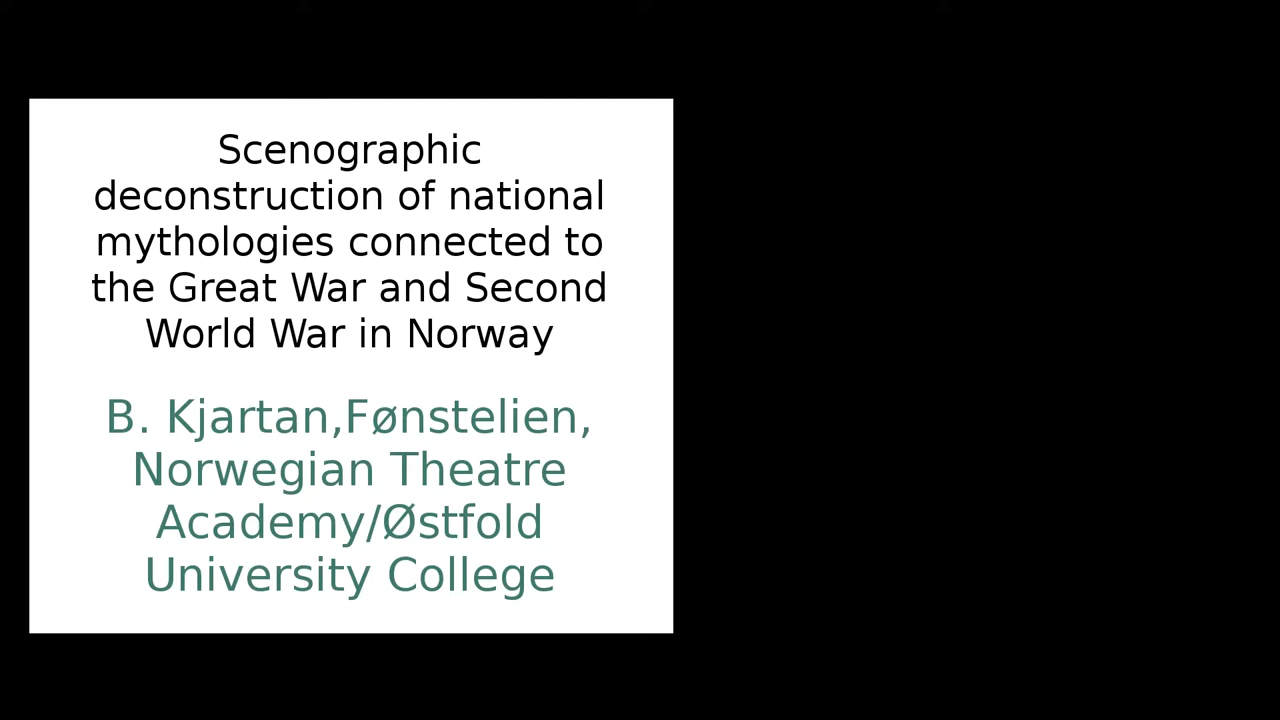 Scenographic
deconstruction of national
mythologies connected to
the Great War and Second
World War in Norway
B. Kjartan,Fønstelien,
Norwegian Theatre
Academy/Østfold
University College